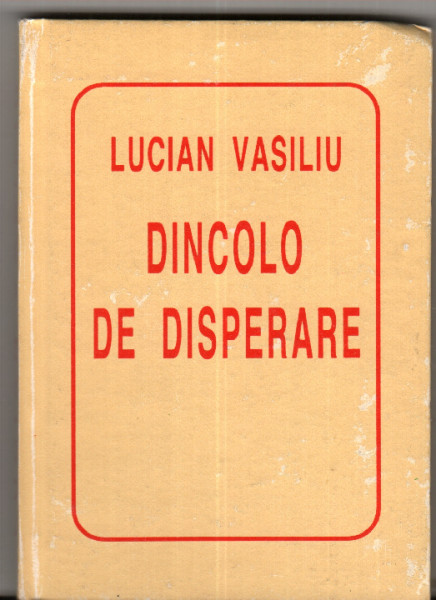 LUCIAN VASILIU
DINCOLO
DE DISPERARE